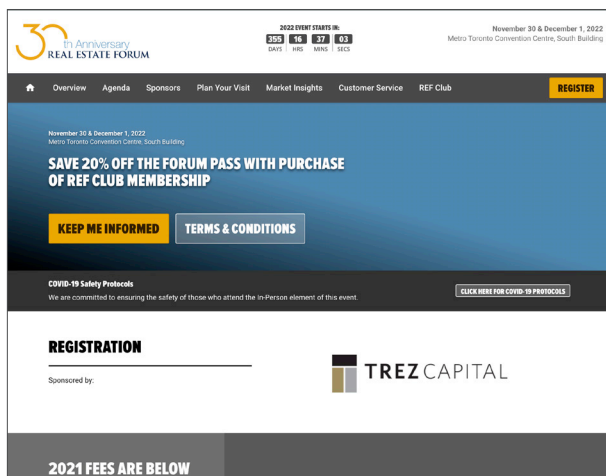 30
th Anniversary
REAL ESTATE FORUM
2022 EVENT STARTS IN:
355 16 37 03
DAYS HRS MINS SECS
November 30 & December 1, 2022
Metro Toronto Convention Centre, South Building
Overview Agenda Sponsors Plan Your Visit Market Insights Customer Service REF Club REGISTER
November 30 & December 1, 2022
Metro Toronto Convention Centre, South Building
SAVE 20% OFF THE FORUM PASS WITH PURCHASE
OF REF CLUB MEMBERSHIP
KEEP ME INFORMED TERMS & CONDITIONS
COVID-19 Safety Protocols
We are committed to ensuring the safety of those who attend the In-Person element of this event.
CLICK HERE FOR COVID-19 PROTOCOLS
REGISTRATION
Sponsored by:
TREZ CAPITAL
2021 FEES ARE BELOW